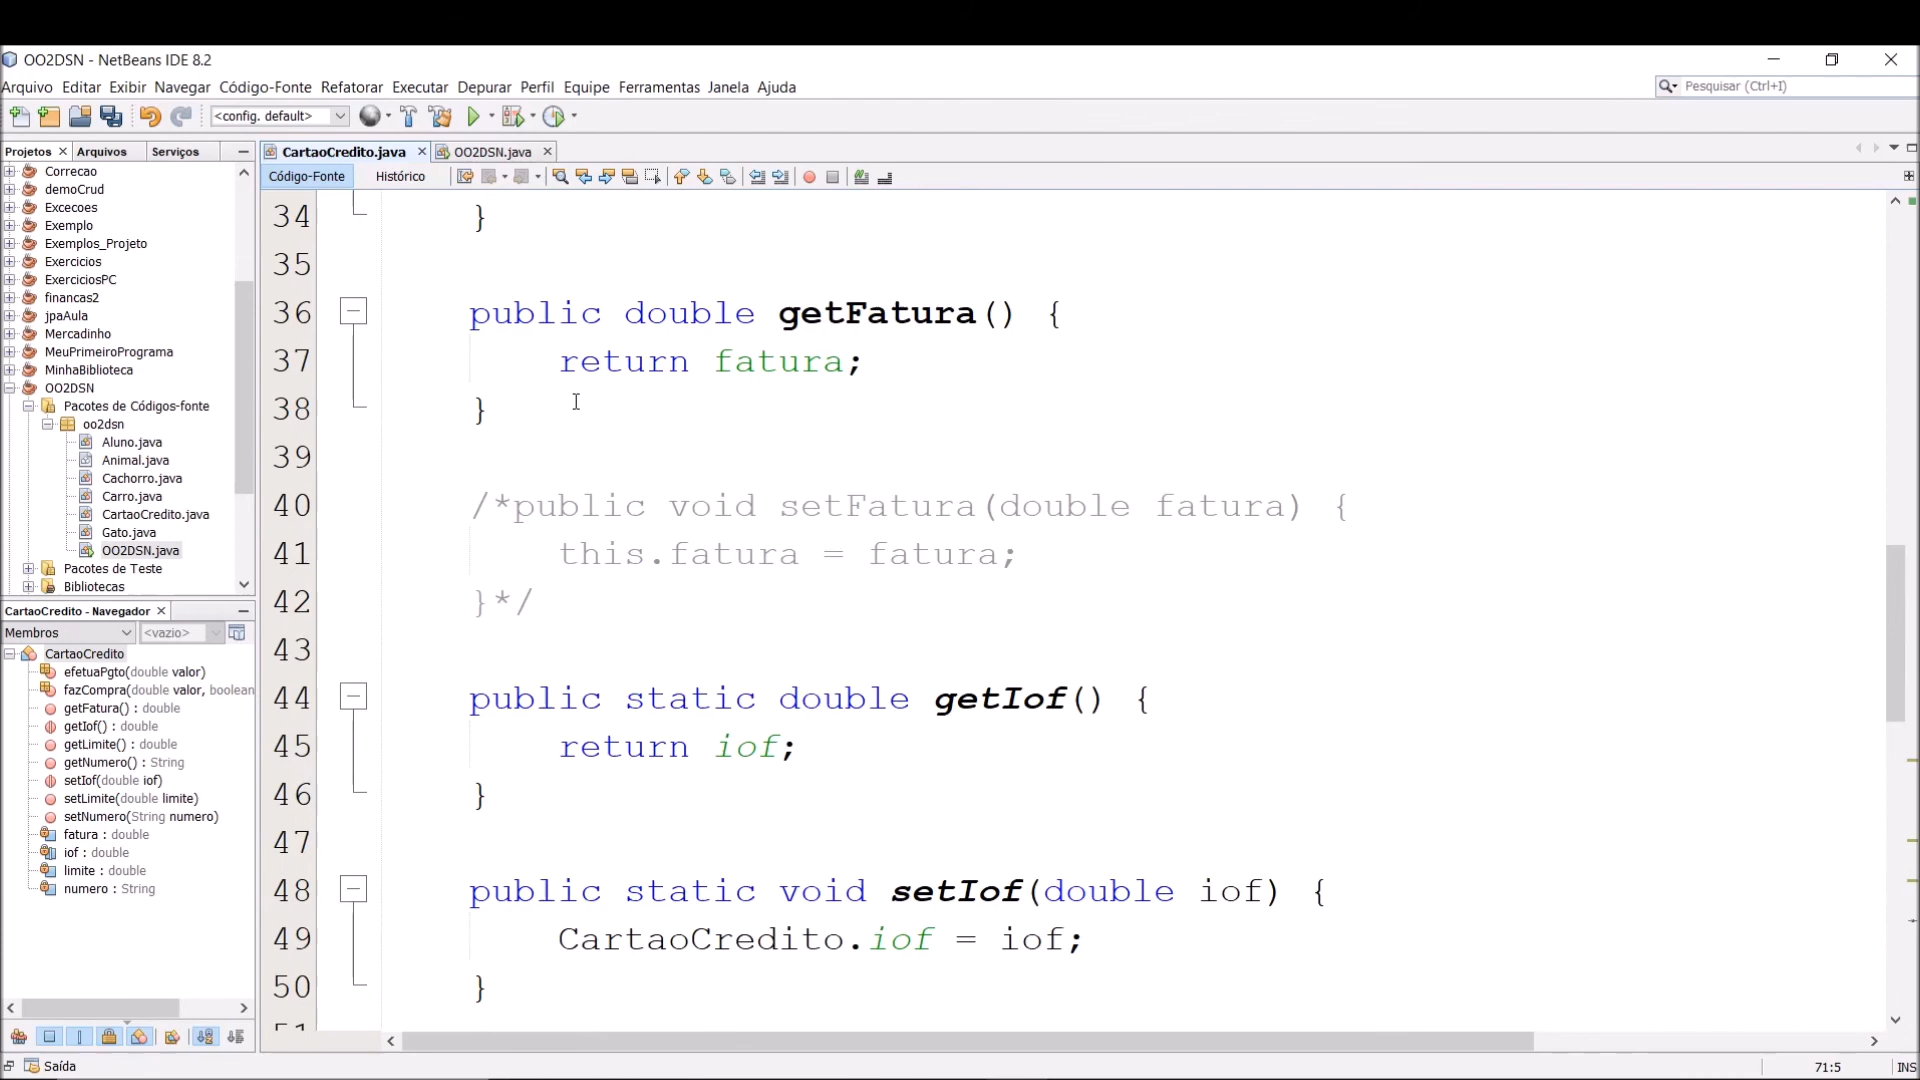 OO2DSN - NetBeans IDE 8.2
Arquivo Editar Exibir Navegar Código-Fonte Refatorar Executar Depurar Perfil Equipe Ferramentas Janela Ajuda
Pesquisar (Ctrl+I)
<config. default>
Projetos Arquivos Serviços
CartaoCredito.java OO2DSN.java
Código-Fonte Histórico
Correcao
demoCrud
Excecoes
Exemplo
Exemplos_Projeto
Exercicios
ExerciciosPC
financas2
jpaAula
Mercadinho
MeuPrimeiroPrograma
MinhaBiblioteca
OO2DSN
Pacotes de Códigos-fonte
oo2dsn
Aluno.java
Animal.java
Cachorro.java
Carro.java
CartaoCredito.java
Gato.java
OO2DSN.java
Pacotes de Teste
Bibliotecas
CartaoCredito - Navegador
Membros <vazio>
CartaoCredito
efetuaPgto(double valor)
fazCompra(double valor, boolean
getFatura() : double
getIof() : double
getLimite() : double
getNumero() : String
setIof(double iof)
setLimite(double limite)
setNumero(String numero)
fatura : double
iof : double
limite : double
numero : String
34 }
35
36 public double getFatura() {
37 return fatura;
38 }
39
40 /*public void setFatura(double fatura) {
41 this.fatura = fatura;
42 }*/
43
44 public static double getIof() {
45 return iof;
46 }
47
48 public static void setIof(double iof) {
49 CartaoCredito.iof = iof;
50 }
51
Saída
71:5 INS